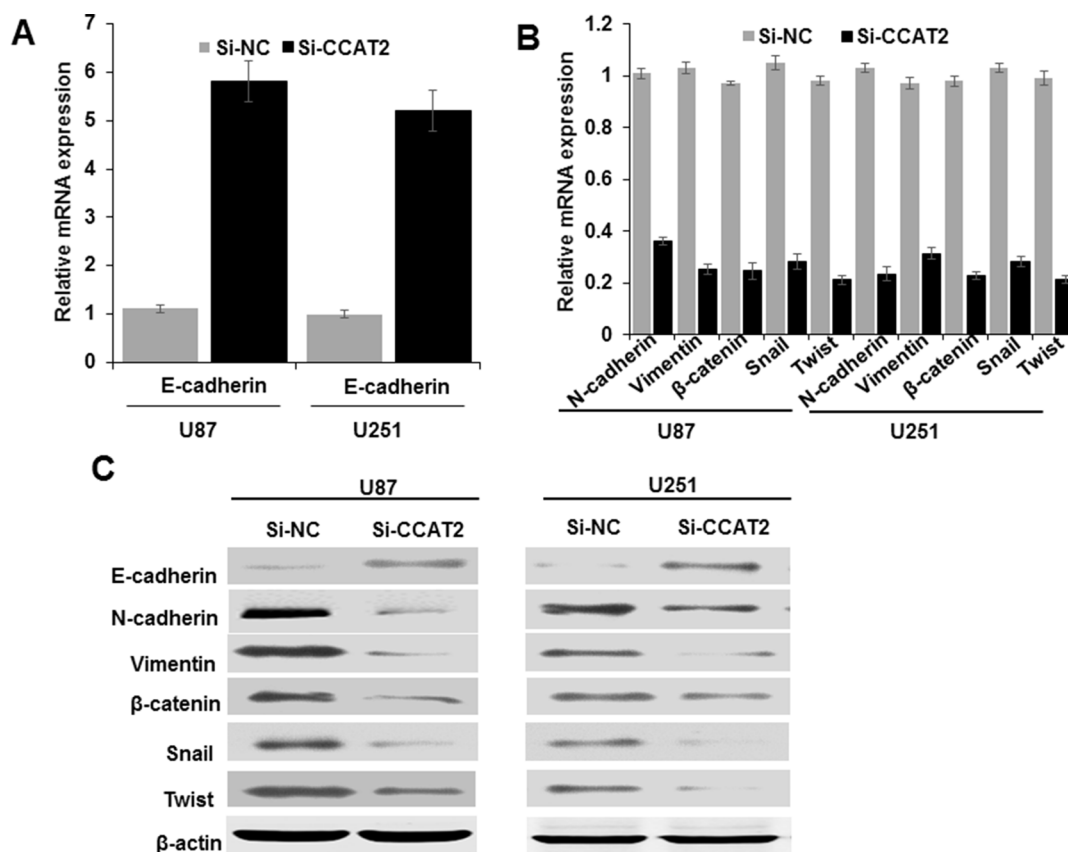 A
Relative mRNA expression
7
6
5
4
3
2
1
0
Si-NC Si-CCAT2
E-cadherin E-cadherin
U87 U251
B
Relative mRNA expression
1.2
1
0.8
0.6
0.4
0.2
0
Si-NC Si-CCAT2
N-cadherin Vimentin β-catenin Snail Twist N-cadherin Vimentin β-catenin Snail Twist
U87 U251
C
U87 U251
Si-NC Si-CCAT2 Si-NC Si-CCAT2
E-cadherin
N-cadherin
Vimentin
β-catenin
Snail
Twist
β-actin